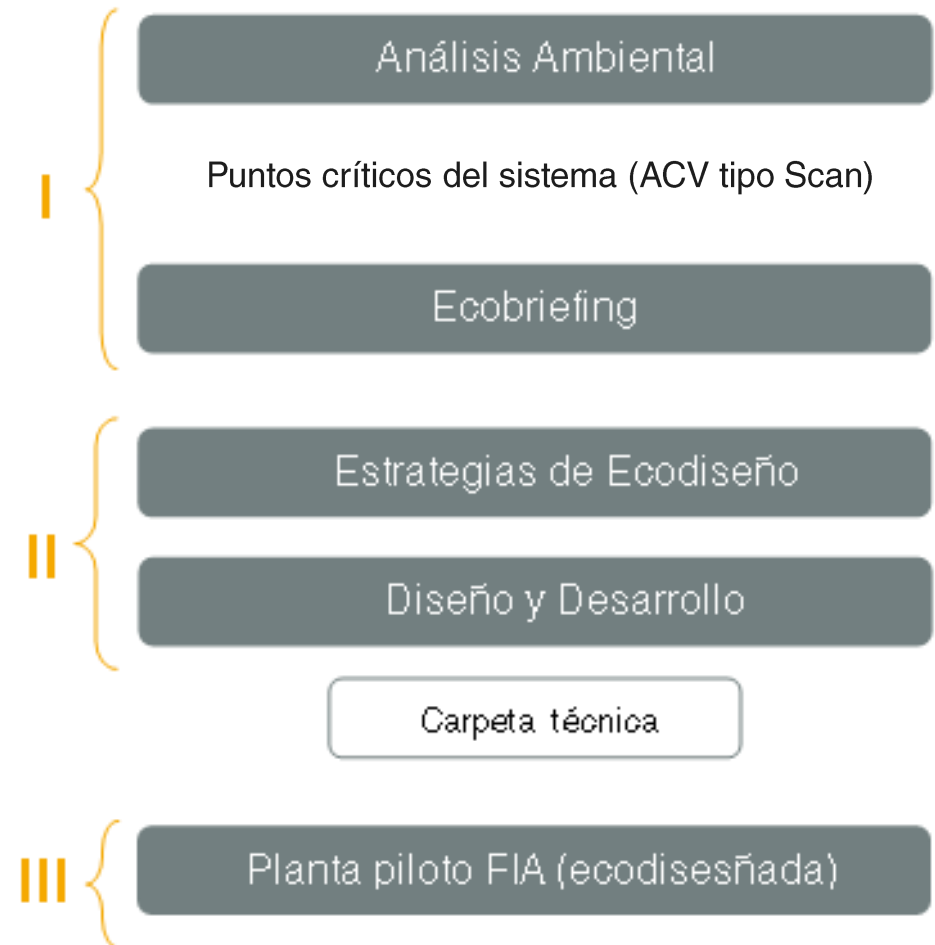 Análisis Ambiental
I
Puntos críticos del sistema (ACV tipo Scan)
Ecobriefing
Estrategias de Ecodiseño
II
Diseño y Desarrollo
Carpeta técnica
III
Planta piloto FIA (ecodisesñada)